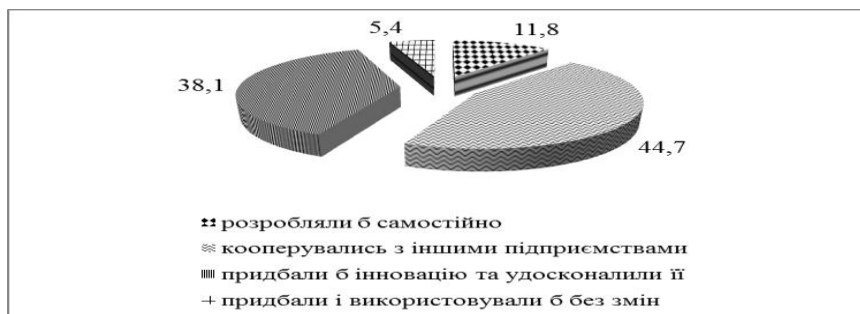 5,4
11,8
38,1
44,7
розробляли б самостійно
кооперувались з іншими підприємствами
придбали б інновацію та удосконалили її
придбали і використовували б без змін